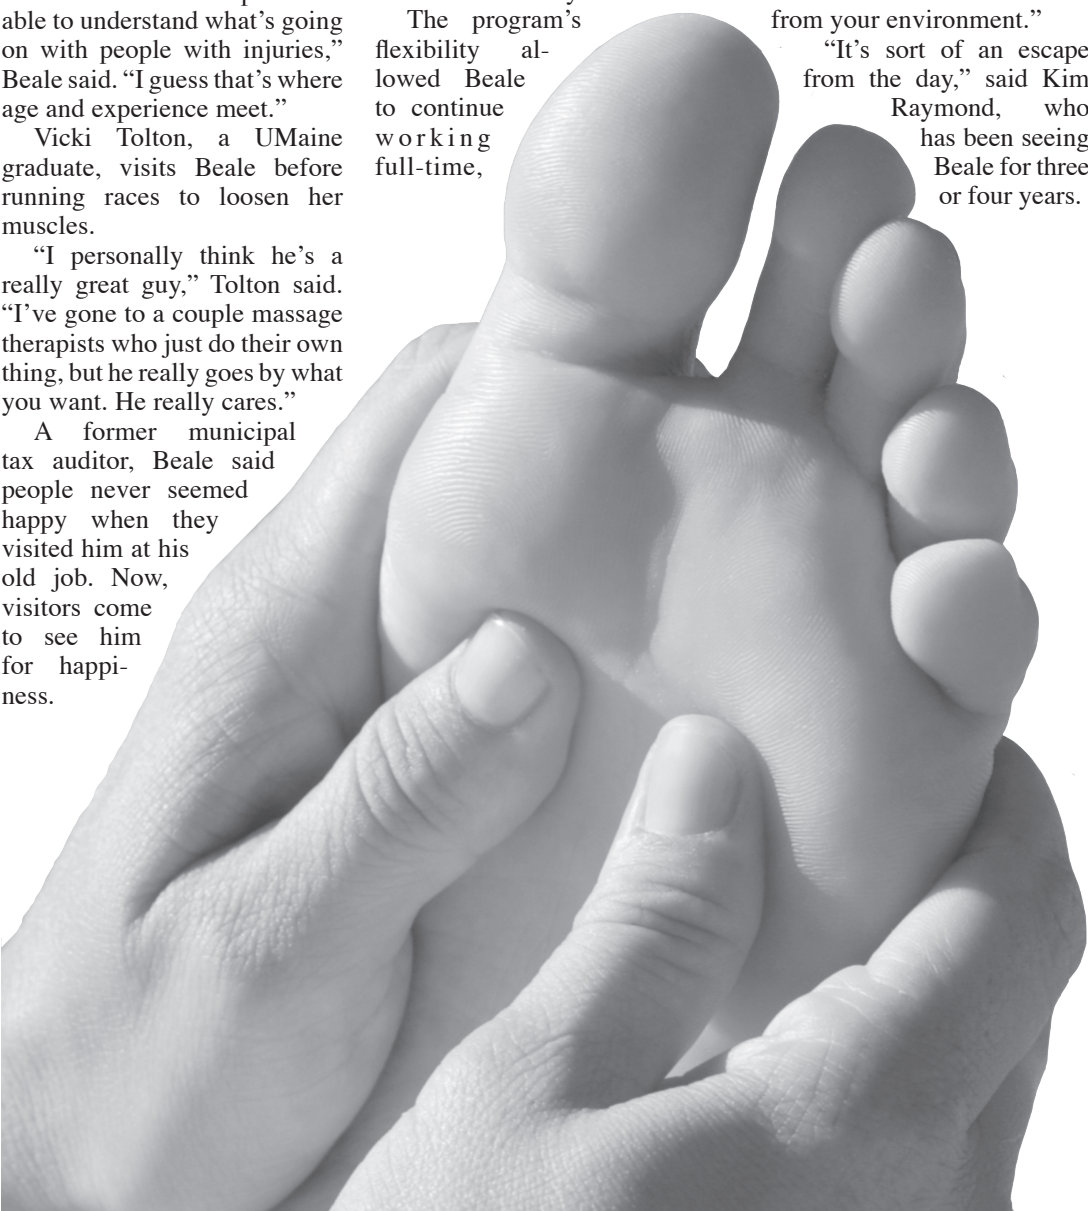 able to understand what's going
on with people with injuries,”
Beale said. “I guess that’s where
age and experience meet.”
Vicki Tolton, a UMaine
graduate, visits Beale before
running races to loosen her
muscles.
“I personally think he’s a
really great guy,” Tolton said.
“I’ve gone to a couple massage
therapists who just do their own
thing, but he really goes by what
you want. He really cares.”
A former municipal
tax auditor, Beale said
people never seemed
happy when they
visited him at his
old job. Now,
visitors come
to see him
for happi-
ness.
The program’s
flexibility al-
lowed Beale
to continue
working
full-time,
from your environment.”
“It’s sort of an escape
from the day,” said Kim
Raymond, who
has been seeing
Beale for three
or four years.